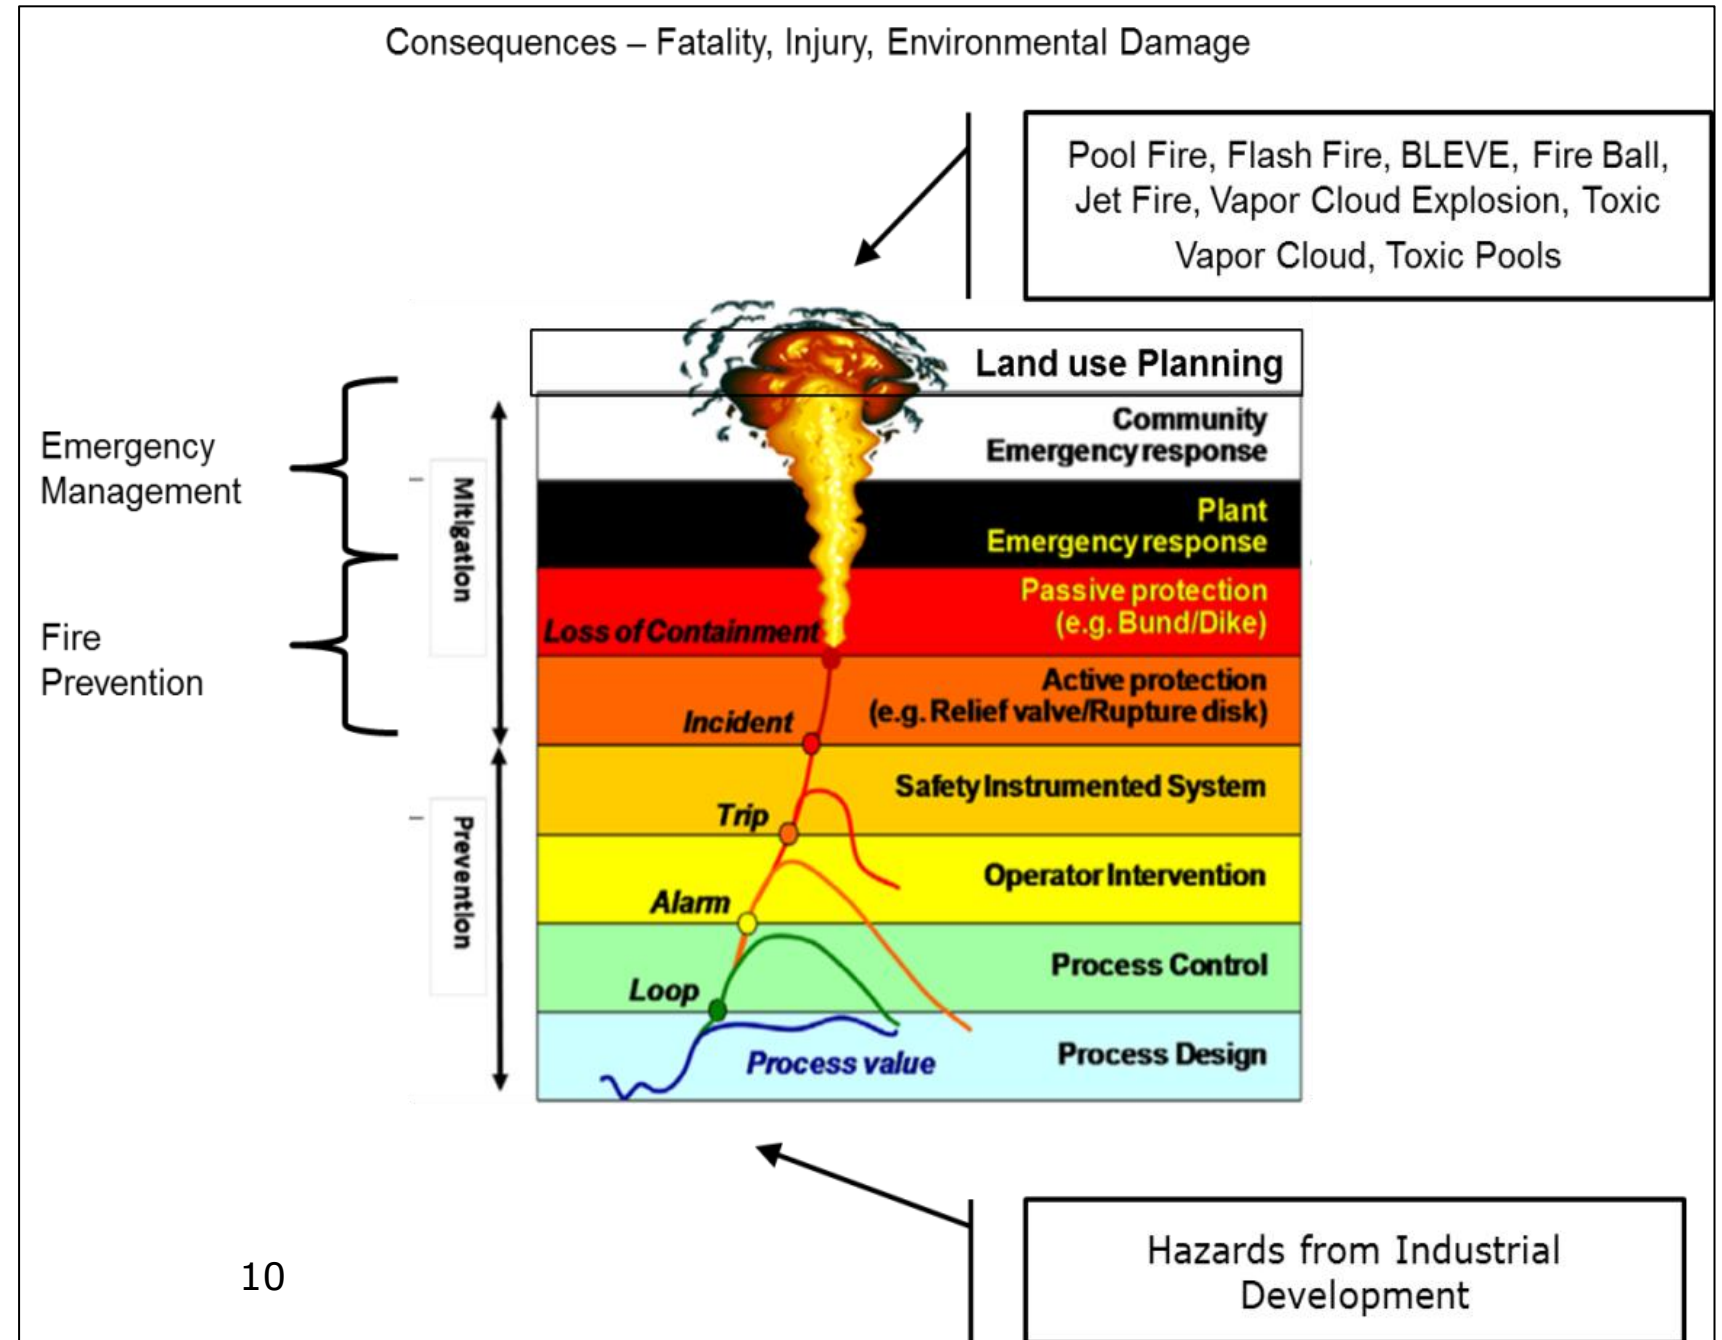 Consequences – Fatality, Injury, Environmental Damage
Pool Fire, Flash Fire, BLEVE, Fire Ball,
Jet Fire, Vapor Cloud Explosion, Toxic
Vapor Cloud, Toxic Pools
Land use Planning
Community
Emergency response
Emergency
Management
Mitigation
Plant
Emergency response
Passive protection
(e.g. Bund/Dike)
Loss of Containment
Fire
Prevention
Active protection
(e.g. Relief valve/Rupture disk)
Incident
Safety Instrumented System
Trip
Prevention
Operator Intervention
Alarm
Process Control
Loop
Process Design
Process value
Hazards from Industrial
Development
10